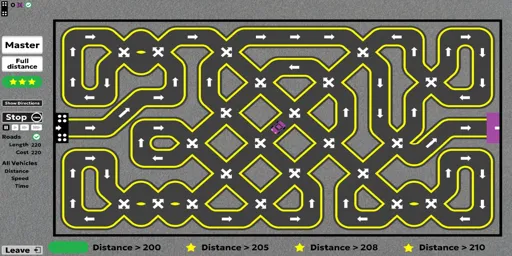 Master
Full
distance
Show Directions
Stop
Roads
Length 220
Cost 220
All Vehicles
Distance
Speed
Time
Leave
Distance > 200
Distance > 205
Distance > 208
Distance > 210